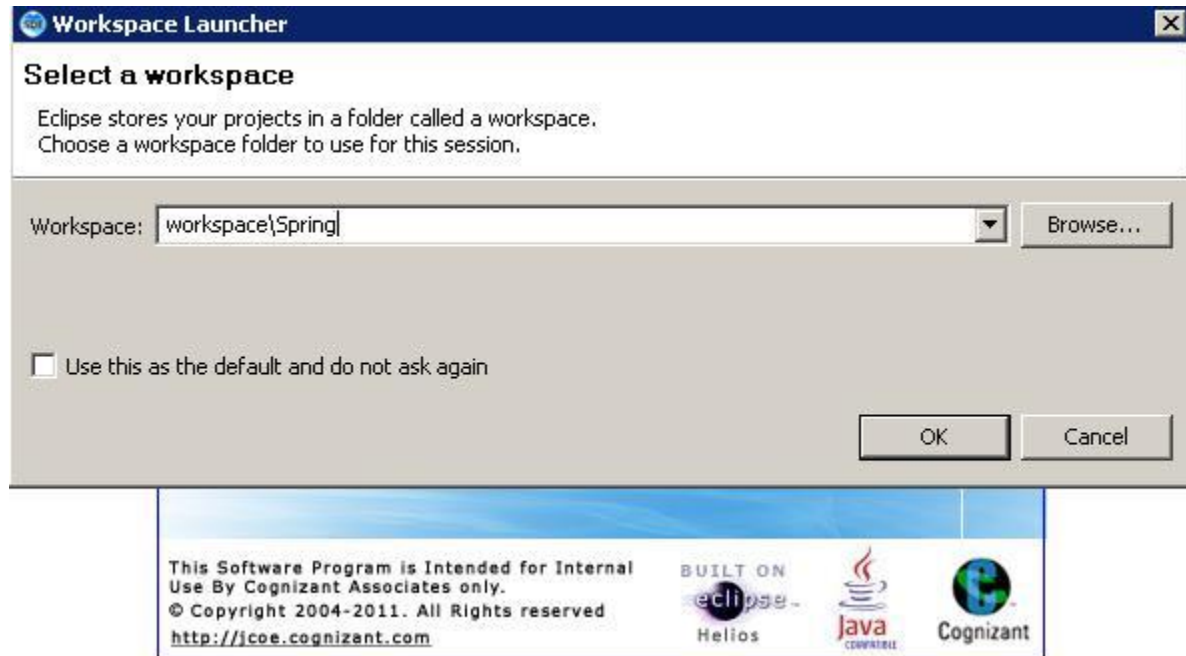 Workspace Launcher
Select a workspace
Eclipse stores your projects in a folder called a workspace.
Choose a workspace folder to use for this session.
Workspace: workspace\Spring Browse...
Use this as the default and do not ask again
OK Cancel
This Software Program is Intended for Internal
Use By Cognizant Associates only.
© Copyright 2004-2011. All Rights reserved
http://jcoe.cognizant.com
BUILT ON
eclipse
Helios
Java
COMPATIBLE
Cognizant